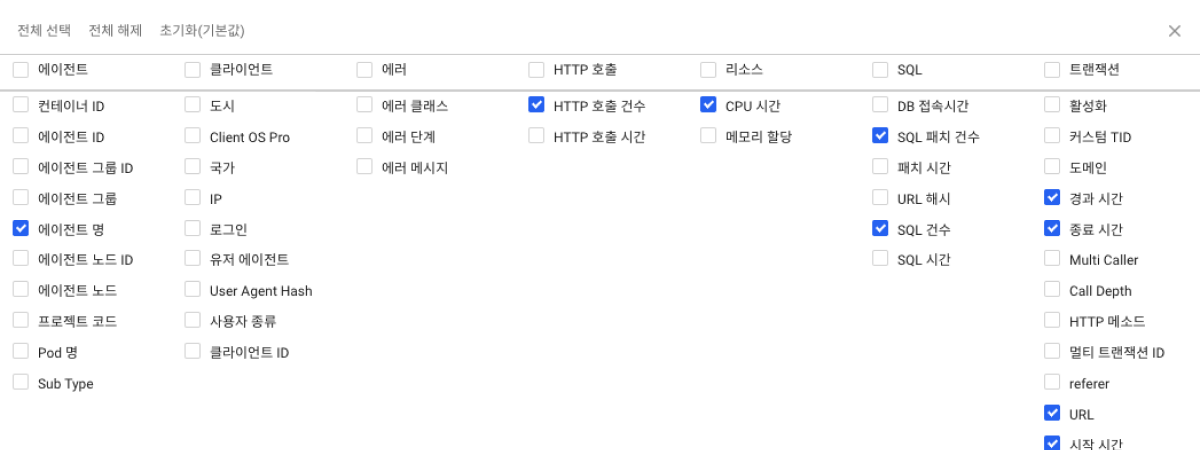 전체 선택 전체 해제 초기화(기본값)
에이전트 클라이언트 에러 HTTP 호출 리소스 SQL 트랜잭션
컨테이너 ID 도시 에러 클래스 HTTP 호출 건수 CPU 시간 DB 접속시간 활성화
에이전트 ID Client OS Pro 에러 단계 HTTP 호출 시간 메모리 할당 SQL 패치 건수 커스텀 TID
에이전트 그룹 ID 국가 에러 메시지 패치 시간 도메인
에이전트 그룹 IP URL 해시 경과 시간
에이전트 명 로그인 SQL 건수 종료 시간
에이전트 노드 ID 유저 에이전트 SQL 시간 Multi Caller
에이전트 노드 User Agent Hash Call Depth
프로젝트 코드 사용자 종류 HTTP 메소드
Pod 명 클라이언트 ID 멀티 트랜잭션 ID
Sub Type referer
URL
시작 시간